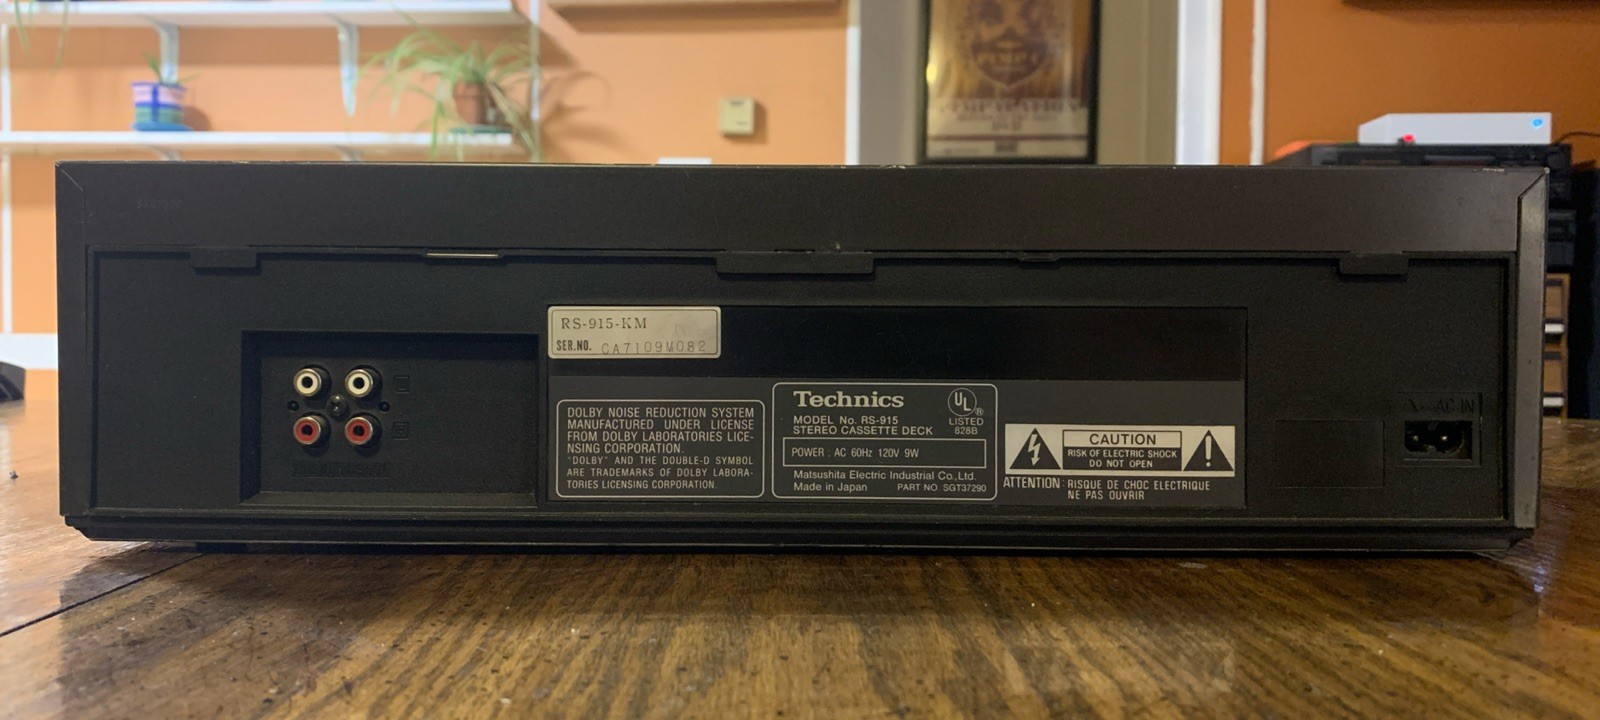 RS-915-KM
SER.NO. CA7109M082
DOLBY NOISE REDUCTION SYSTEM
MANUFACTURED UNDER LICENSE
FROM DOLBY LABORATORIES LICE-
NSING CORPORATION.
"DOLBY" AND THE DOUBLE-D SYMBOL
ARE TRADEMARKS OF DOLBY LABORA-
TORIES LICENSING CORPORATION.
Technics
MODEL No. RS-915
STEREO CASSETTE DECK
UL®
LISTED
828B
POWER : AC 60Hz 120V 9W
Matsushita Electric Industrial Co., Ltd.
Made in Japan PART NO. SGT37290
CAUTION
RISK OF ELECTRIC SHOCK
DO NOT OPEN
ATTENTION : RISQUE DE CHOC ELECTRIQUE
NE PAS OUVRIR
AC IN